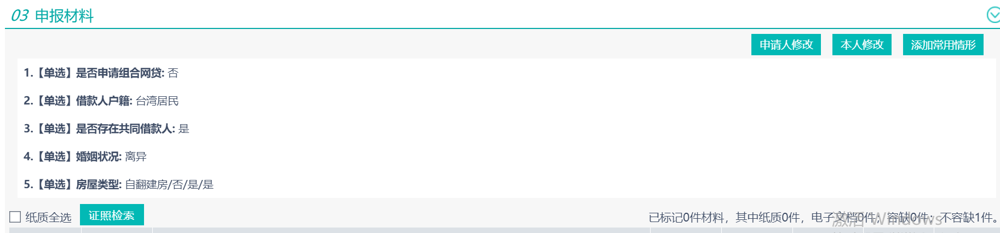 03 申报材料
申请人修改 本人修改 添加常用情形
1.【单选】是否申请组合网贷: 否
2.【单选】借款人户籍: 台湾居民
3.【单选】是否存在共同借款人: 是
4.【单选】婚姻状况: 离异
5.【单选】房屋类型: 自翻建房/否/是/是
纸质全选 证照检索 已标记0件材料，其中纸质0件，电子文档0件；容缺0件；不容缺1件。
激活 Windows